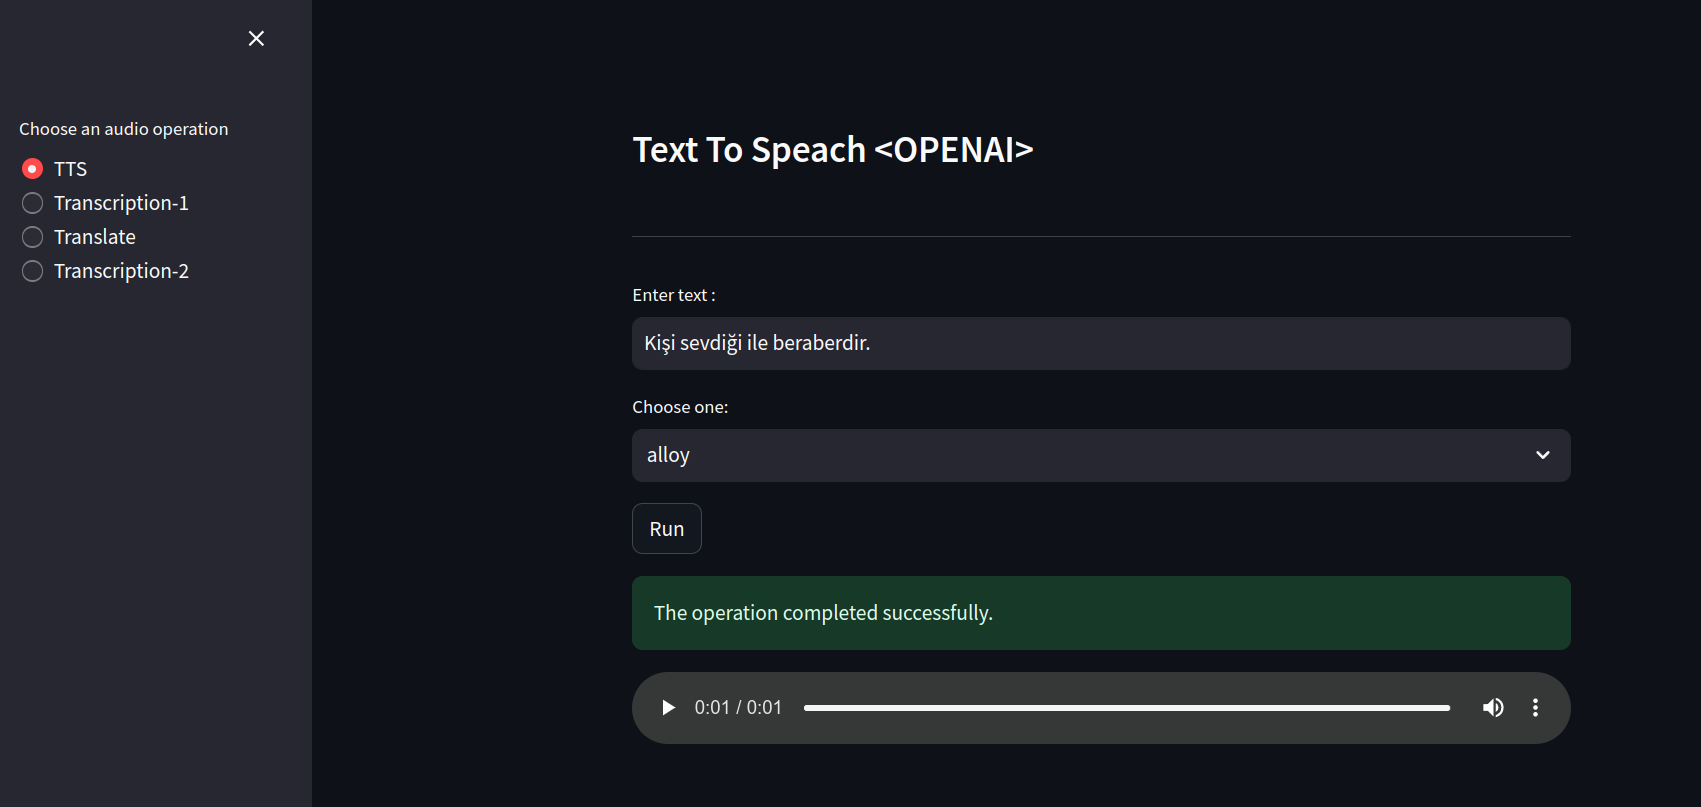 Choose an audio operation
TTS
Transcription-1
Translate
Transcription-2
Text To Speach <OPENAI>
Enter text :
Kişi sevdiği ile beraberdir.
Choose one:
alloy
Run
The operation completed successfully.
0:01 / 0:01